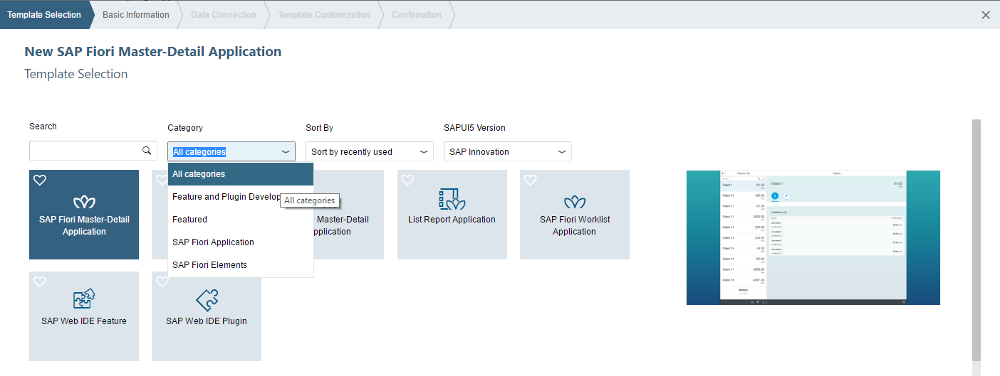 Template Selection
Basic Information
Data Connection
Template Customization
Confirmation
New SAP Fiori Master-Detail Application
Template Selection
Search
Category
Sort By
SAPUI5 Version
All categories
Sort by recently used
SAP Innovation
All categories
Feature and Plugin Develop
All categories
Featured
SAP Fiori Application
SAP Fiori Elements
SAP Fiori Master-Detail
Application
Master-Detail
pplication
List Report Application
SAP Fiori Worklist
Application
SAP Web IDE Feature
SAP Web IDE Plugin
Object 1